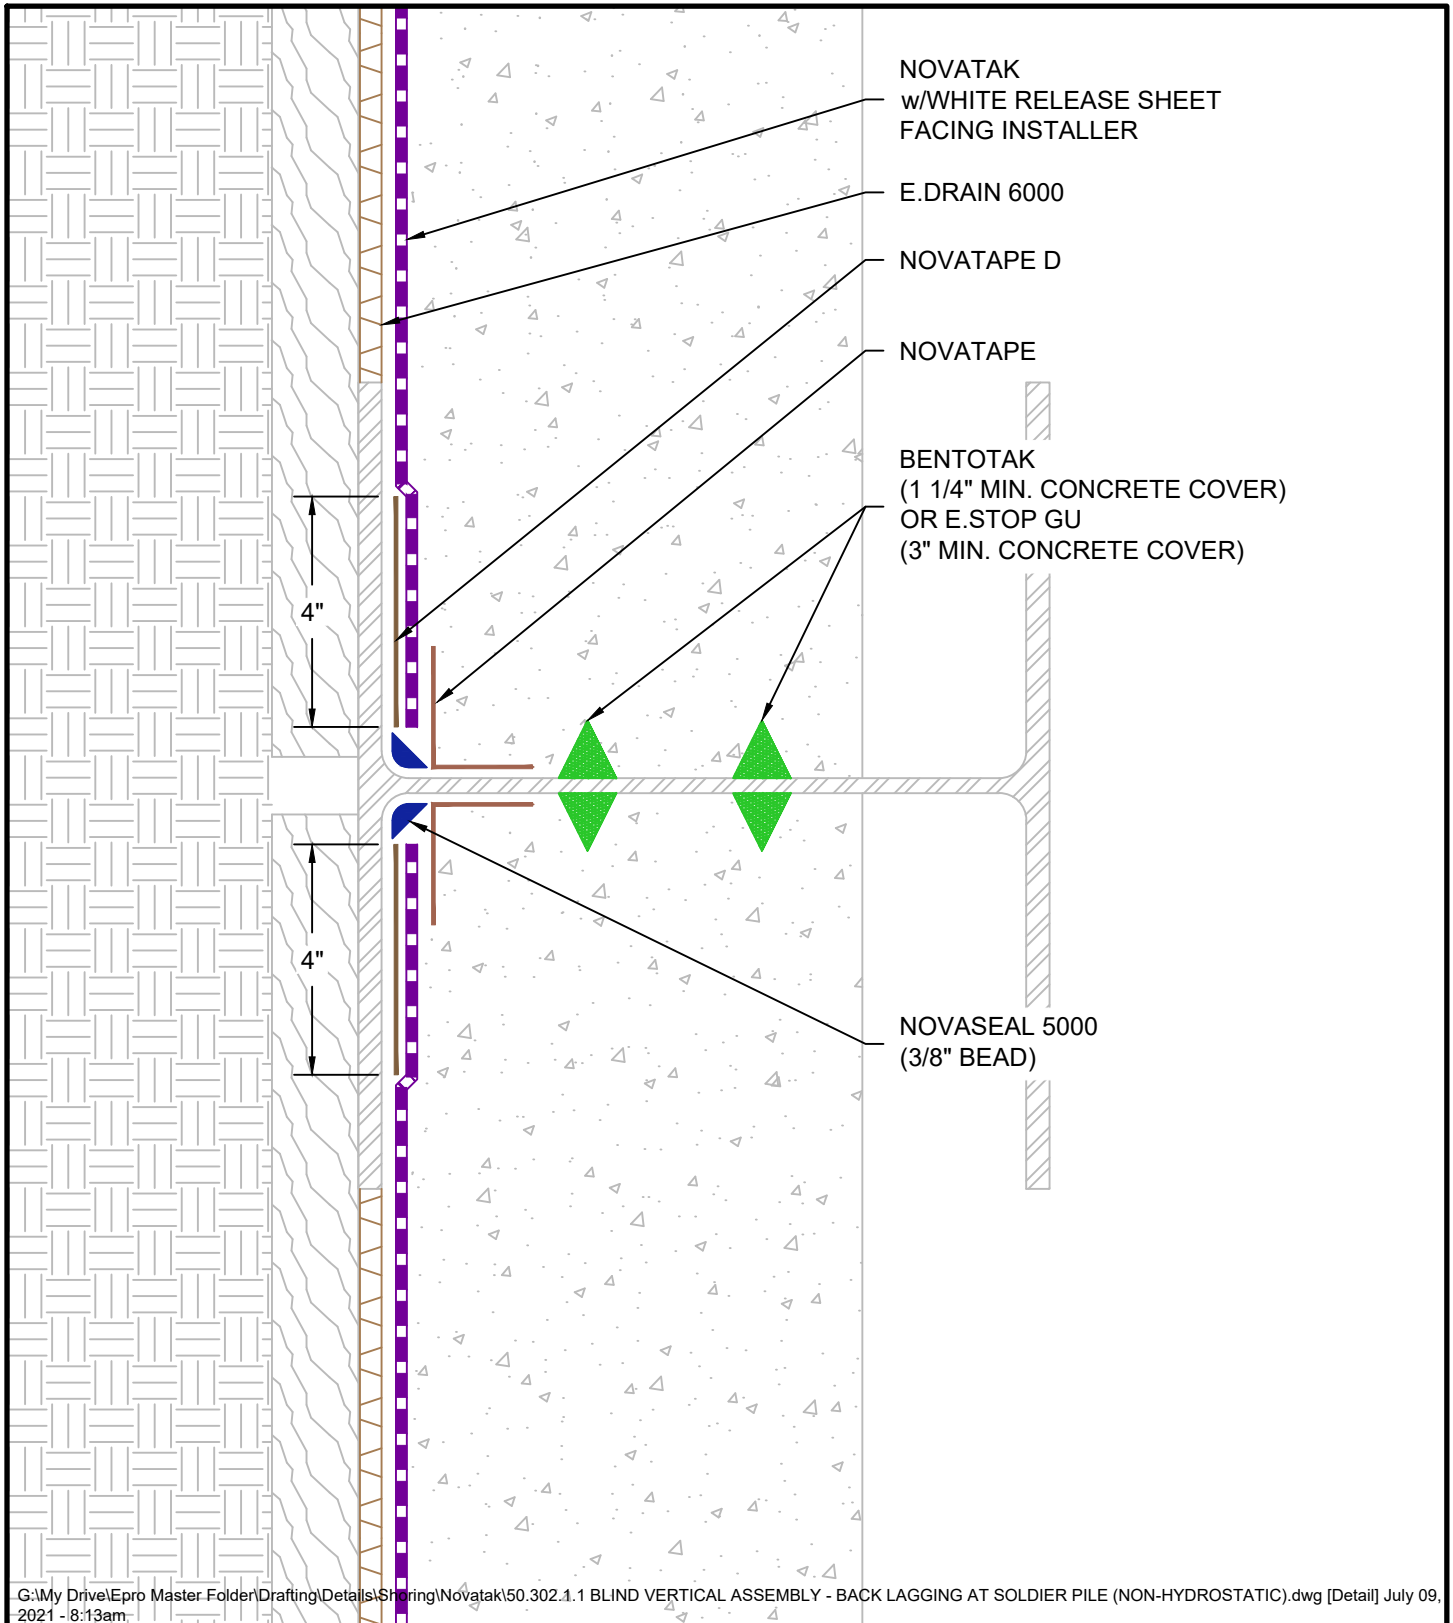 NOVATAK
w/WHITE RELEASE SHEET
FACING INSTALLER
E.DRAIN 6000
NOVATAPE D
NOVATAPE
BENTOTAK
(1 1/4" MIN. CONCRETE COVER)
OR E.STOP GU
(3" MIN. CONCRETE COVER)
4"
4"
NOVASEAL 5000
(3/8" BEAD)
G:\My Drive\Epro Master Folder\Drafting\Details\Shoring\Novatak\50.302.1.1 BLIND VERTICAL ASSEMBLY - BACK LAGGING AT SOLDIER PILE (NON-HYDROSTATIC).dwg [Detail] July 09,
2021 - 8:13am